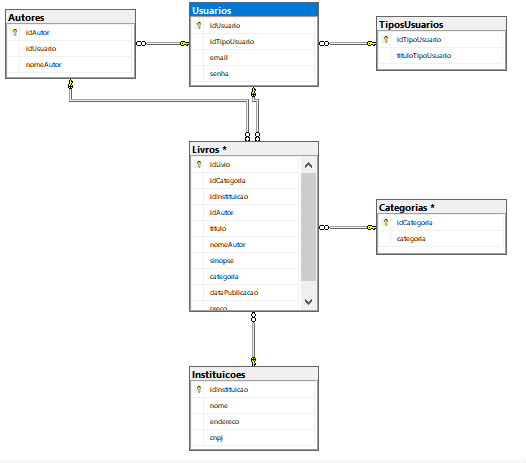 Autores
idAutor
idUsuario
nomeAutor
Usuarios
idUsuario
idTipoUsuario
email
senha
TiposUsuarios
idTipoUsuario
tituloTipoUsuario
Livros *
idLivro
idCategoria
idInstituicao
idAutor
titulo
nomeAutor
sinopse
categoria
dataPublicacao
preco
Categorias *
idCategoria
categoria
Instituicoes
idInstituicao
nome
endereco
cnpj